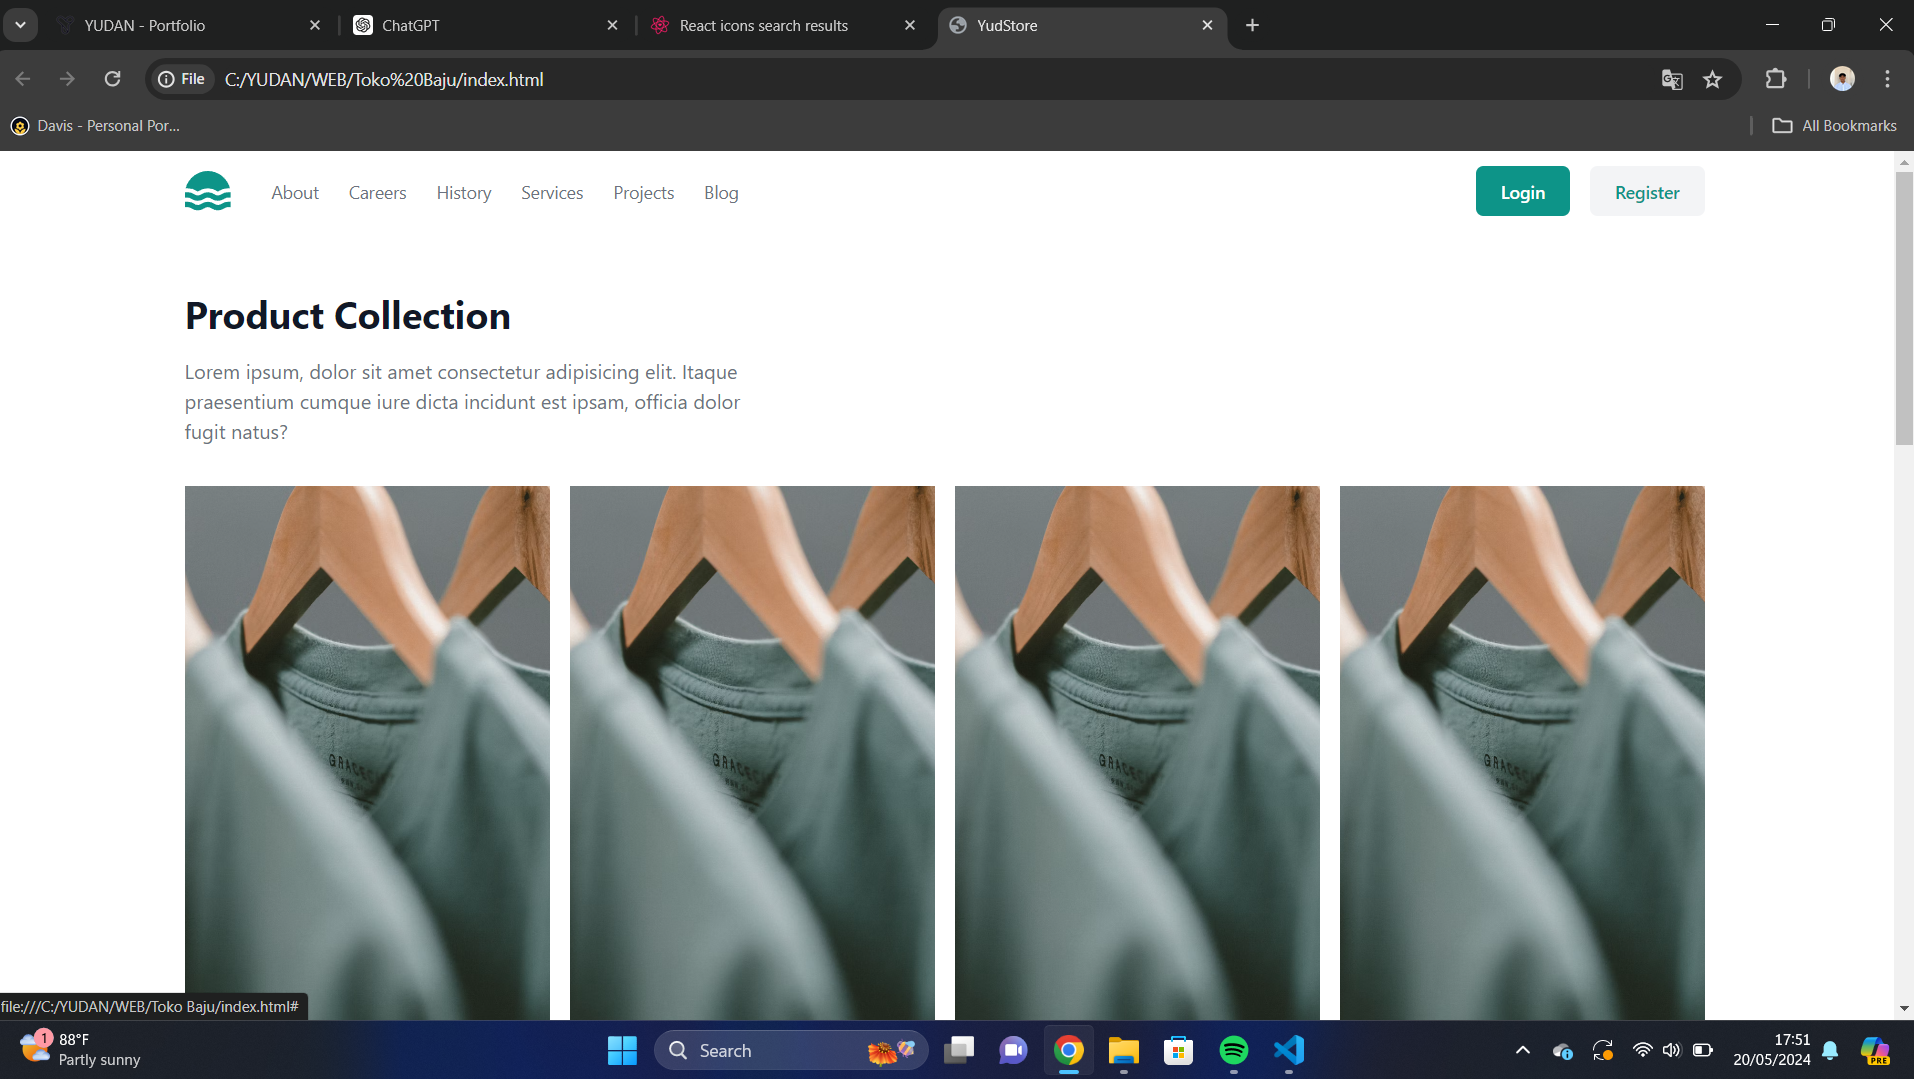 YUDAN - Portfolio
ChatGPT
React icons search results
YudStore
File
C:/YUDAN/WEB/Toko%20Baju/index.html
Davis - Personal Por...
All Bookmarks
About
Careers
History
Services
Projects
Blog
Login
Register
Product Collection
Lorem ipsum, dolor sit amet consectetur adipisicing elit. Itaque
praesentium cumque iure dicta incidunt est ipsam, officia dolor
fugit natus?
file:///C:/YUDAN/WEB/Toko Baju/index.html#
1
88°F
Partly sunny
Search
17:51
20/05/2024
PRE